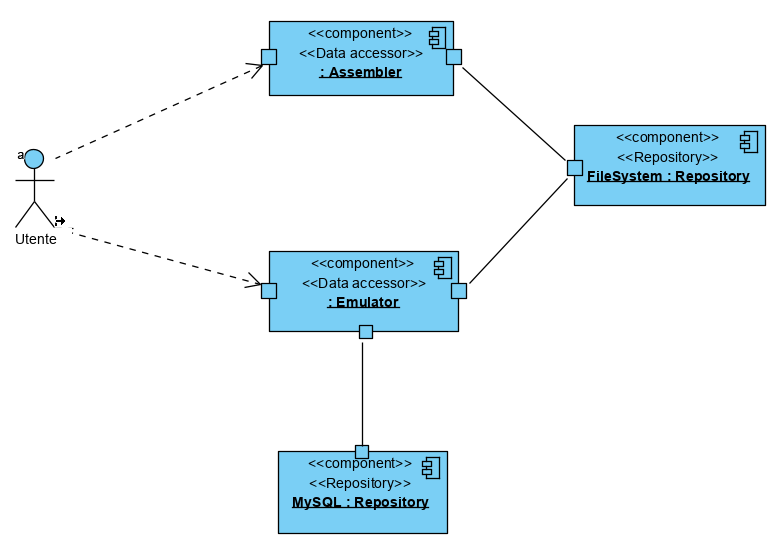 <<component>>
<<Data accessor>>
: Assembler
<<component>>
<<Repository>>
FileSystem : Repository
a
Utente
<<component>>
<<Data accessor>>
: Emulator
<<component>>
<<Repository>>
MySQL : Repository